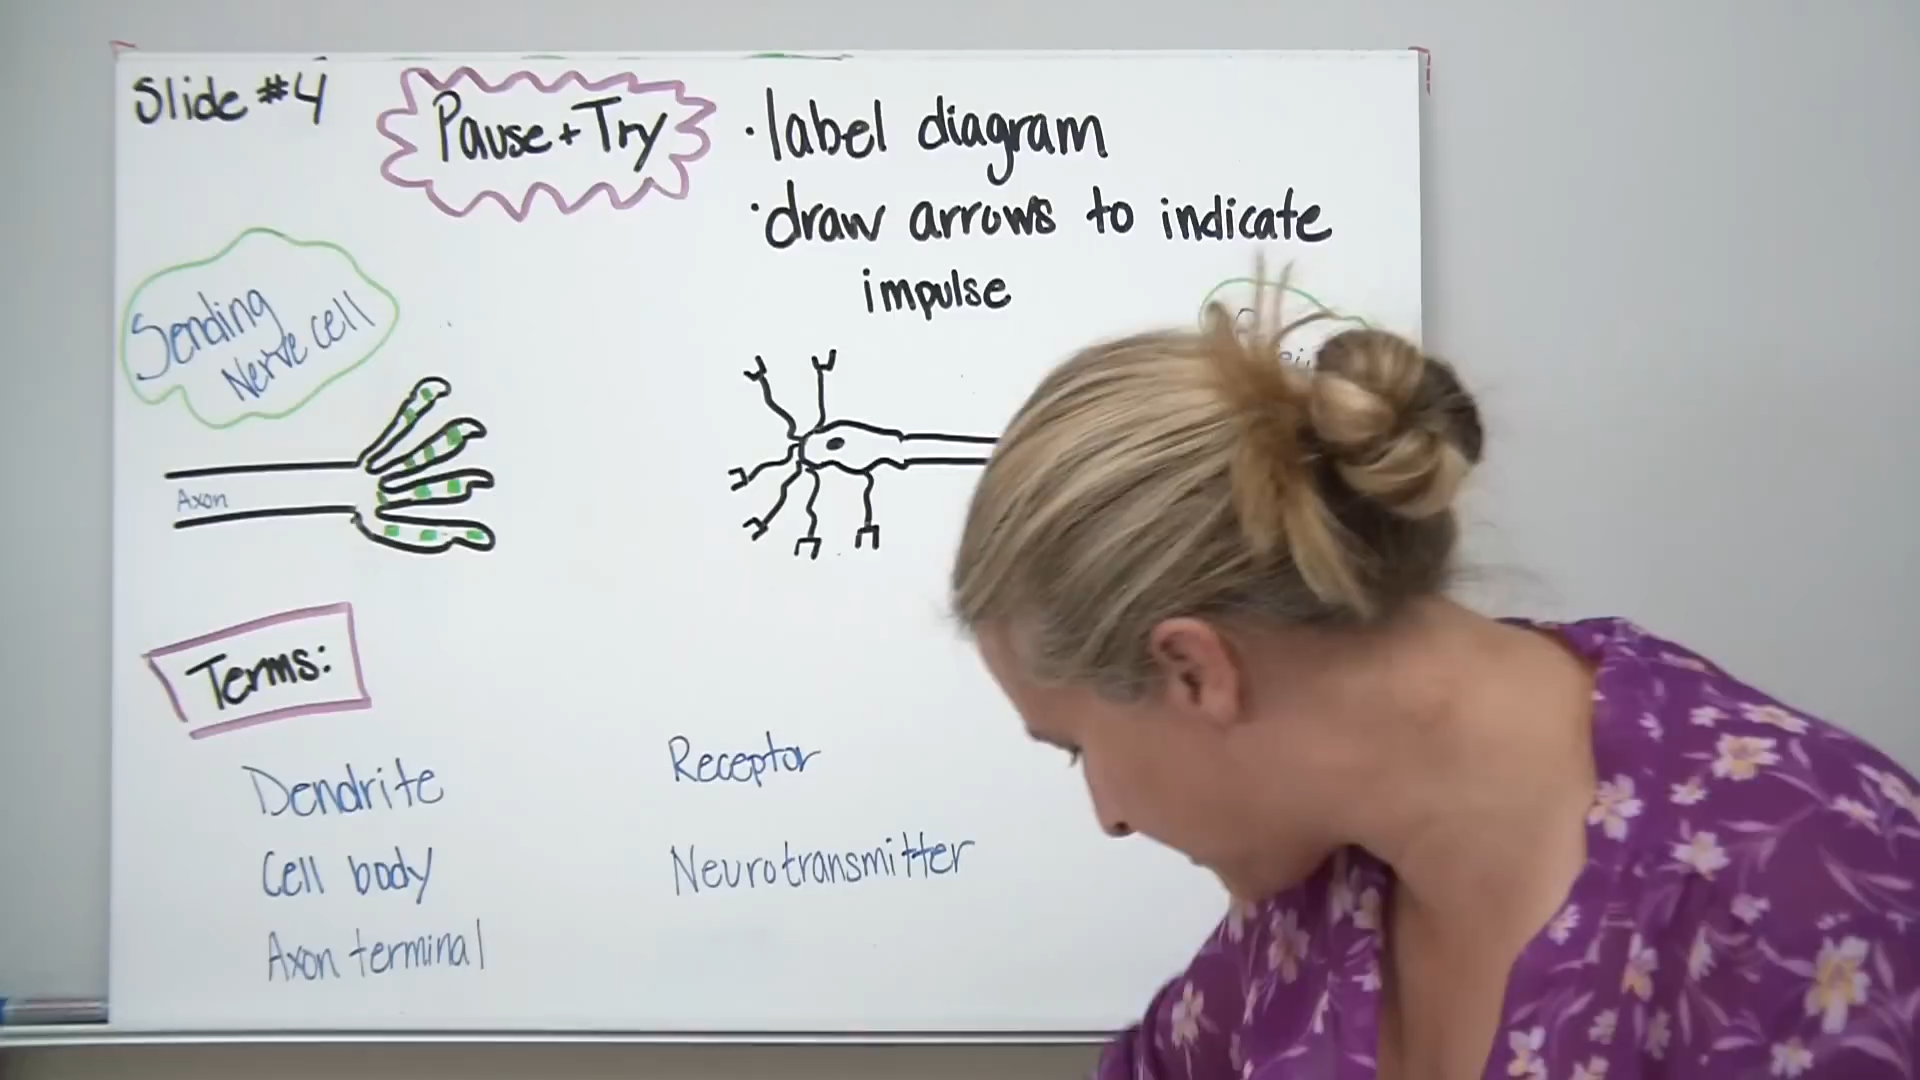 Slide #4
Pause + Try
• label diagram
• draw arrows to indicate
impulse
Sending
Nerve cell
Axon
Terms:
Dendrite
Cell body
Axon terminal
Receptor
Neurotransmitter